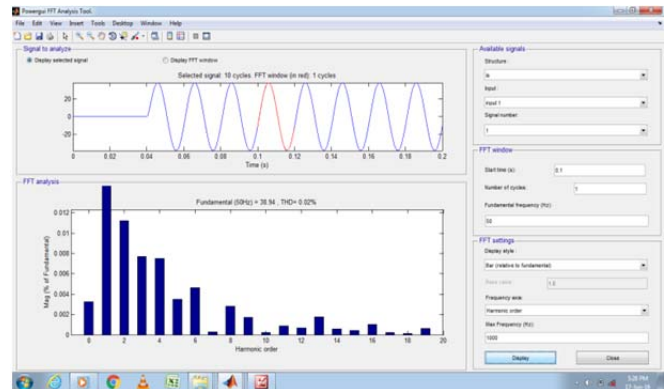 Powergui FFT Analysis Tool.
File Edit View Insert Tools Desktop Window Help
Signal to analyze
Display selected signal Display FFT window
Selected signal: 10 cycles. FFT window (in red): 1 cycles
20
0
-20
0 0.02 0.04 0.06 0.08 0.1 0.12 0.14 0.16 0.18 0.2
Time (s)
FFT analysis
Fundamental (50Hz) = 38.94 , THD= 0.02%
0.012
0.01
0.008
0.006
0.004
0.002
0
Mag (% of Fundamental)
0 2 4 6 8 10 12 14 16 18 20
Harmonic order
Available signals
Structure :
Input :
input 1
Signal number:
1
FFT window
Start time (s): 0.1
Number of cycles: 1
Fundamental frequency (Hz):
50
FFT settings
Display style :
Bar (relative to fundamental)
Base value: 1.0
Frequency axis:
Harmonic order
Max Frequency (Hz):
1000
Display Close